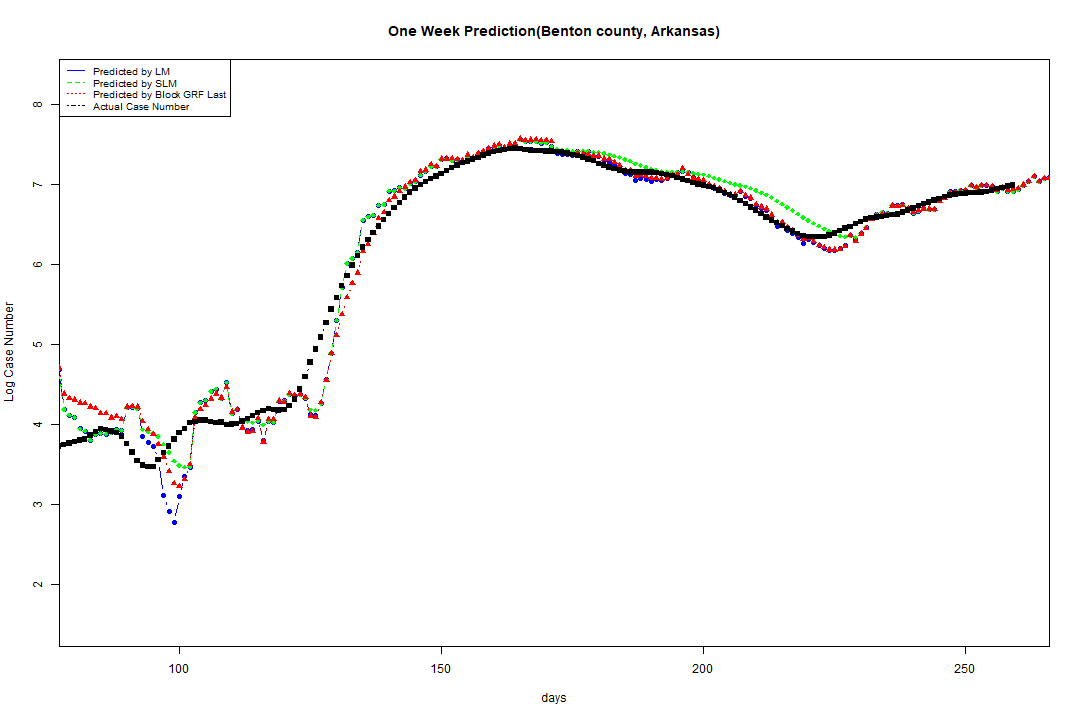 One Week Prediction(Benton county, Arkansas)
Predicted by LM
Predicted by SLM
Predicted by Block GRF Last
Actual Case Number
8
7
6
5
4
3
2
Log Case Number
100 150 200 250
days